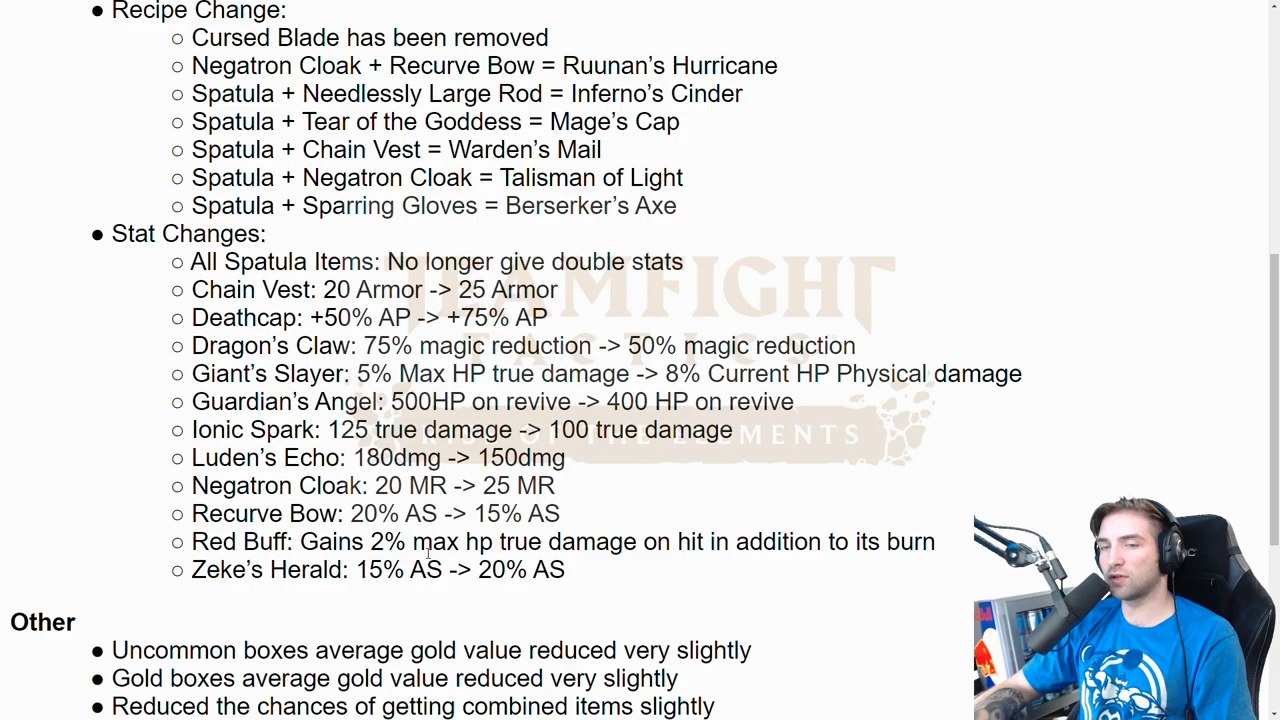 ● Recipe Change:
○ Cursed Blade has been removed
○ Negatron Cloak + Recurve Bow = Ruunan’s Hurricane
○ Spatula + Needlessly Large Rod = Inferno’s Cinder
○ Spatula + Tear of the Goddess = Mage’s Cap
○ Spatula + Chain Vest = Warden’s Mail
○ Spatula + Negatron Cloak = Talisman of Light
○ Spatula + Sparring Gloves = Berserker’s Axe
● Stat Changes:
○ All Spatula Items: No longer give double stats
○ Chain Vest: 20 Armor -> 25 Armor
○ Deathcap: +50% AP -> +75% AP
○ Dragon’s Claw: 75% magic reduction -> 50% magic reduction
○ Giant’s Slayer: 5% Max HP true damage -> 8% Current HP Physical damage
○ Guardian’s Angel: 500HP on revive -> 400 HP on revive
○ Ionic Spark: 125 true damage -> 100 true damage
○ Luden’s Echo: 180dmg -> 150dmg
○ Negatron Cloak: 20 MR -> 25 MR
○ Recurve Bow: 20% AS -> 15% AS
○ Red Buff: Gains 2% max hp true damage on hit in addition to its burn
○ Zeke’s Herald: 15% AS -> 20% AS
Other
● Uncommon boxes average gold value reduced very slightly
● Gold boxes average gold value reduced very slightly
● Reduced the chances of getting combined items slightly
TEAMFIGHT
TACTICS
RISE OF THE ELEMENTS